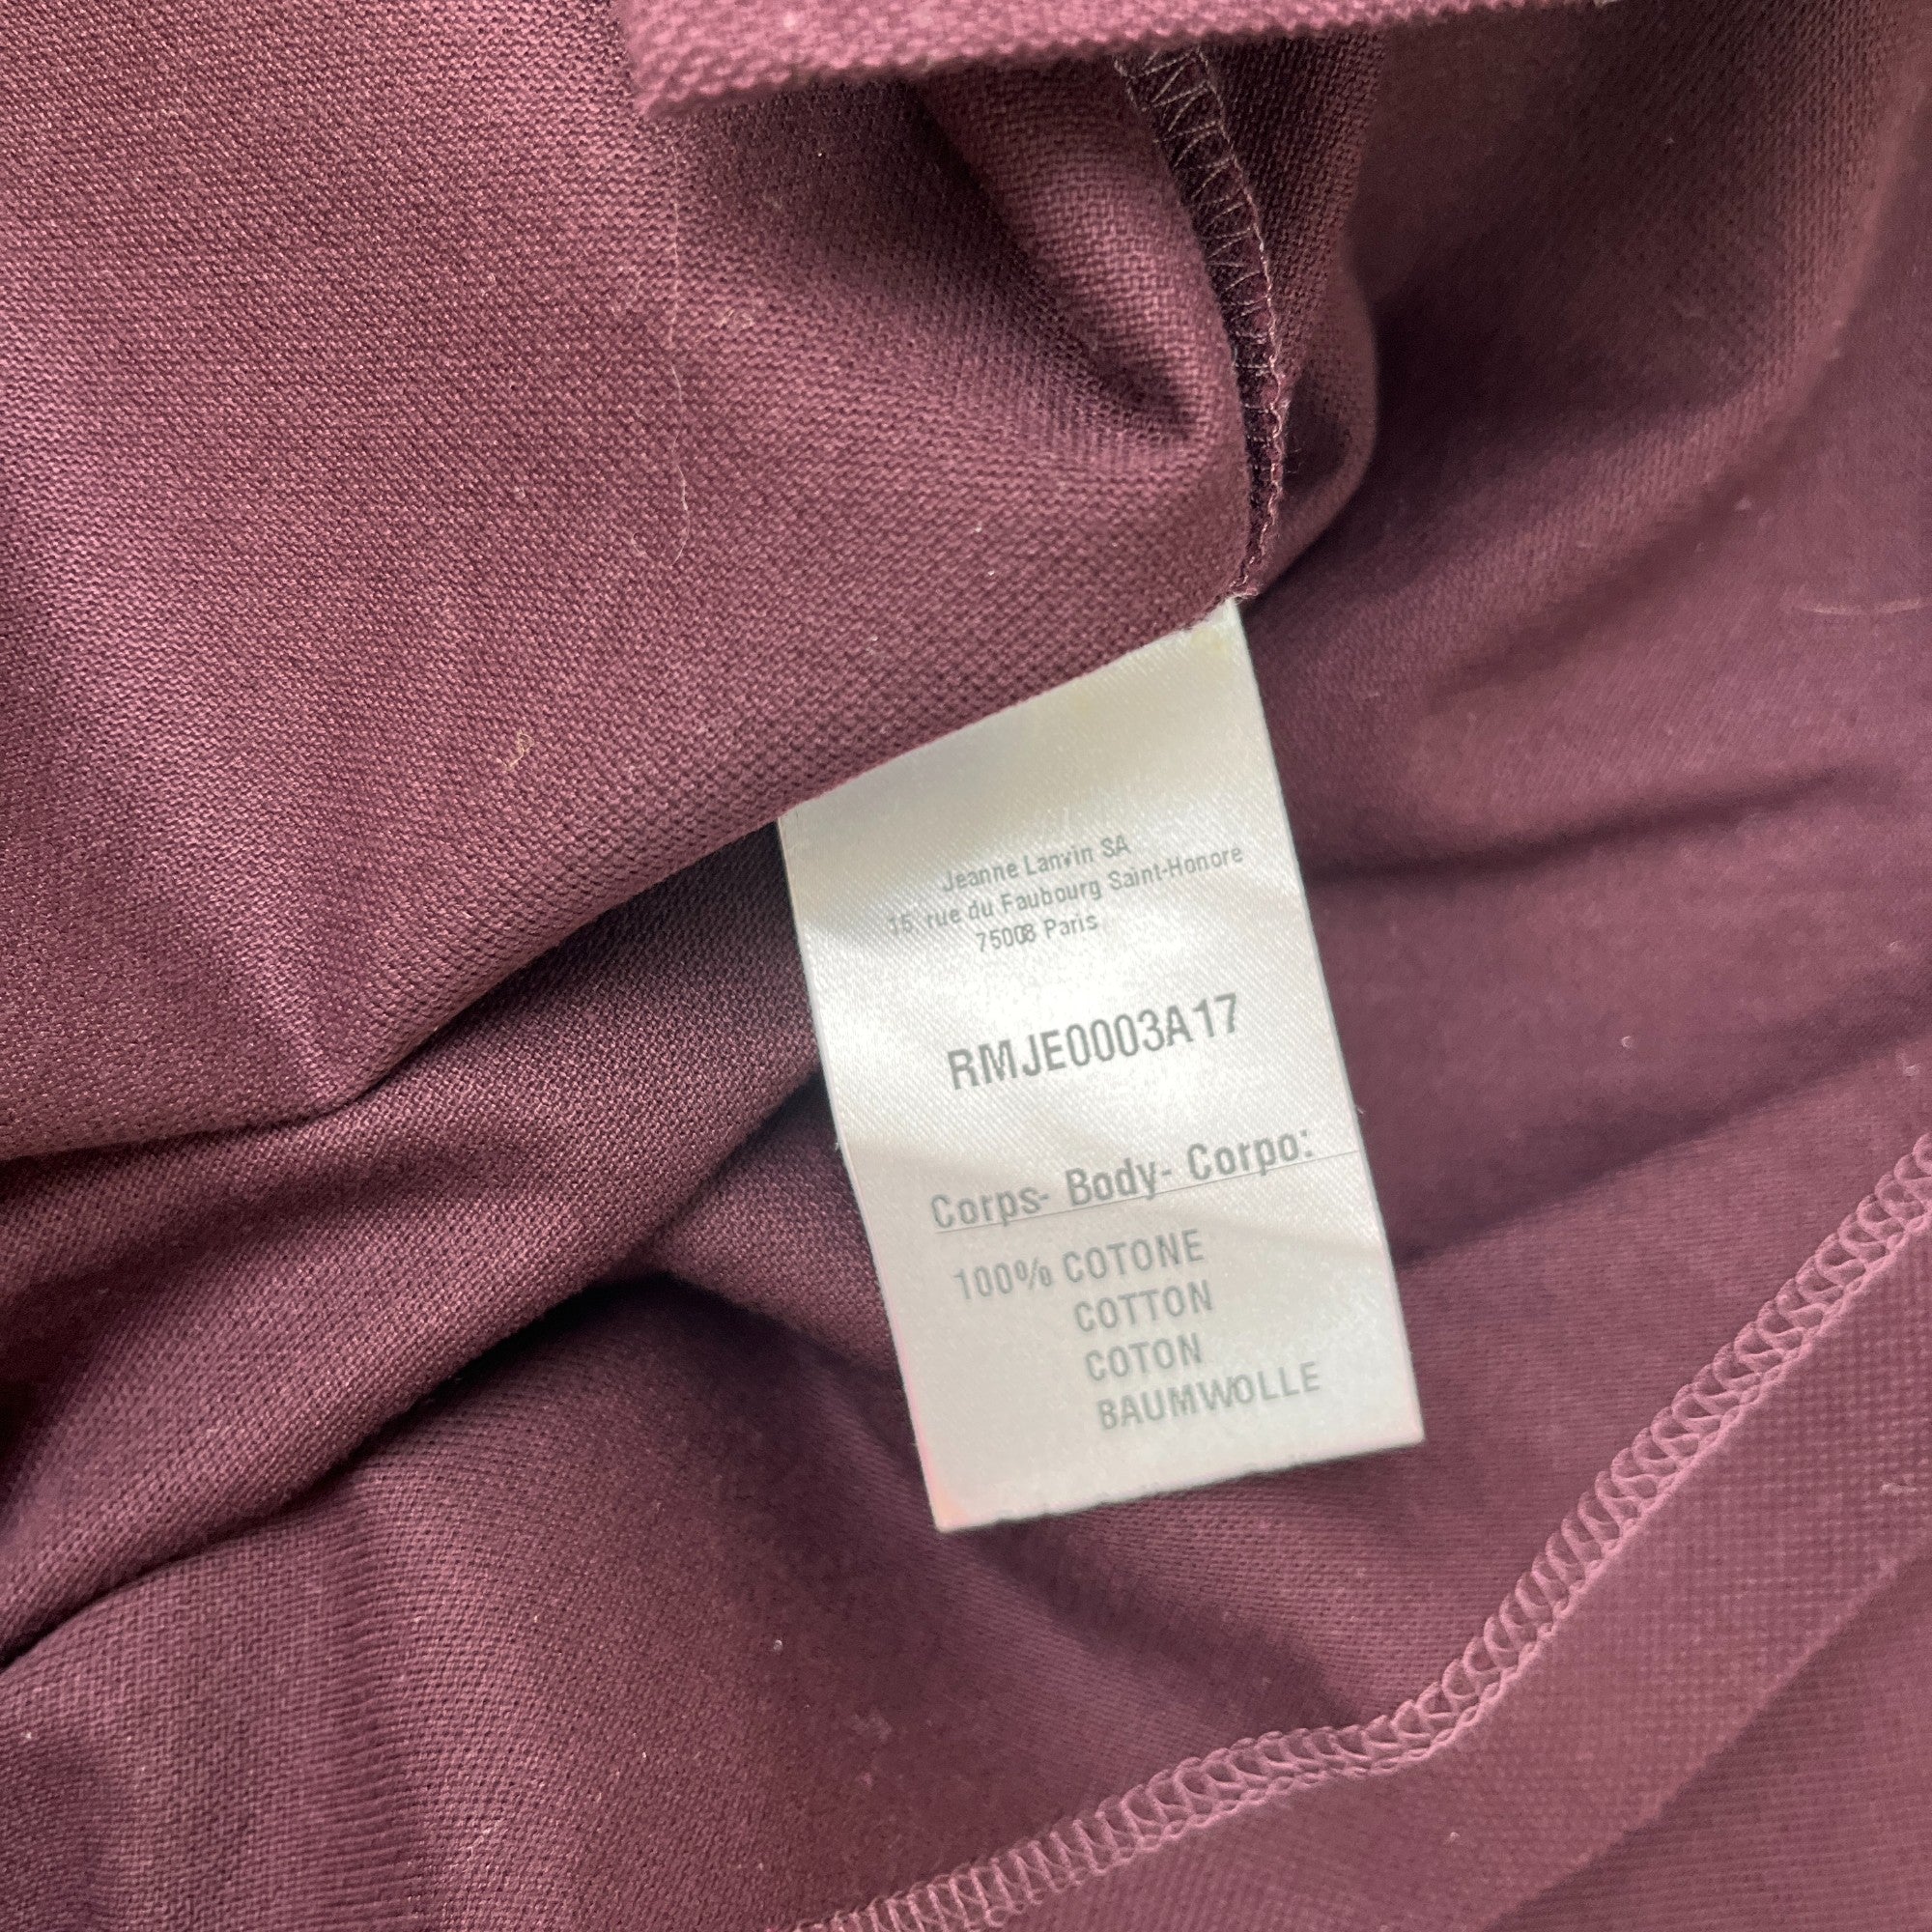 Jeanne Lanvin SA
15, rue du Faubourg Saint-Honore
75008 Paris
RMJE0003A17
Corps- Body- Corpo:
100% COTONE
COTTON
COTON
BAUMWOLLE